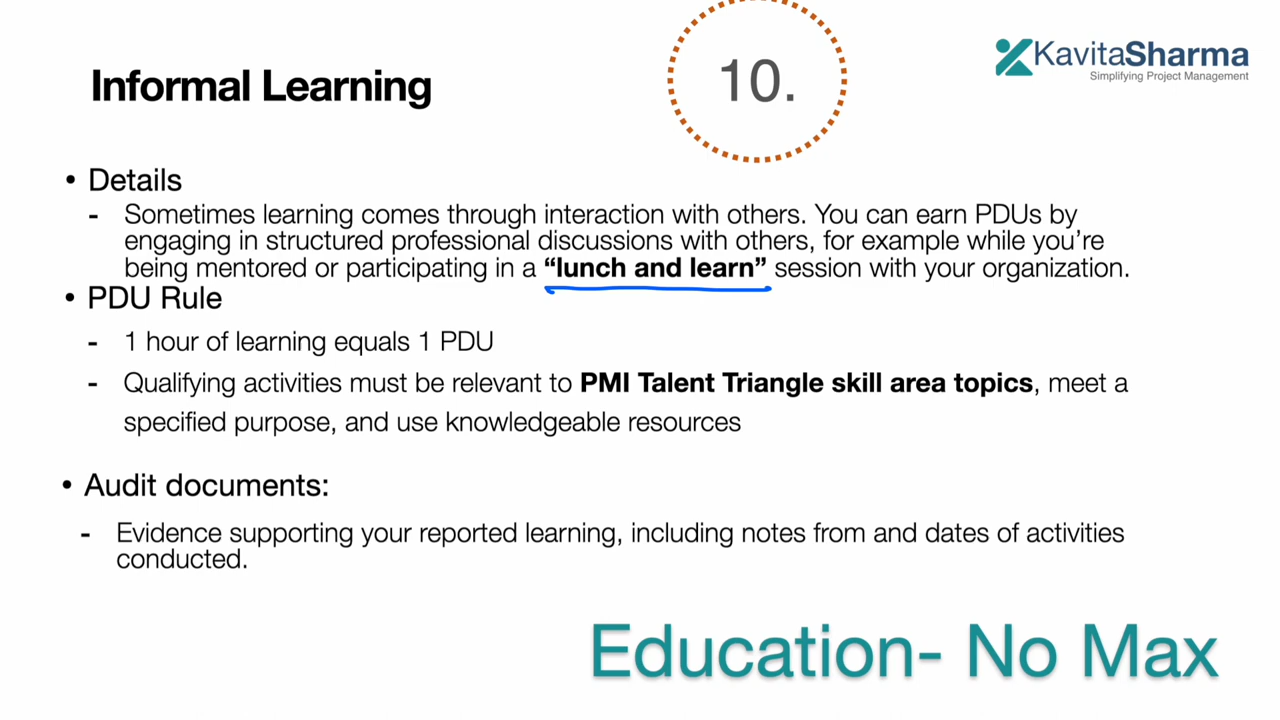 10.
KavitaSharma
Simplifying Project Management
Informal Learning
• Details
- Sometimes learning comes through interaction with others. You can earn PDUs by
engaging in structured professional discussions with others, for example while you’re
being mentored or participating in a “lunch and learn” session with your organization.
• PDU Rule
- 1 hour of learning equals 1 PDU
- Qualifying activities must be relevant to PMI Talent Triangle skill area topics, meet a
specified purpose, and use knowledgeable resources
• Audit documents:
- Evidence supporting your reported learning, including notes from and dates of activities
conducted.
Education- No Max